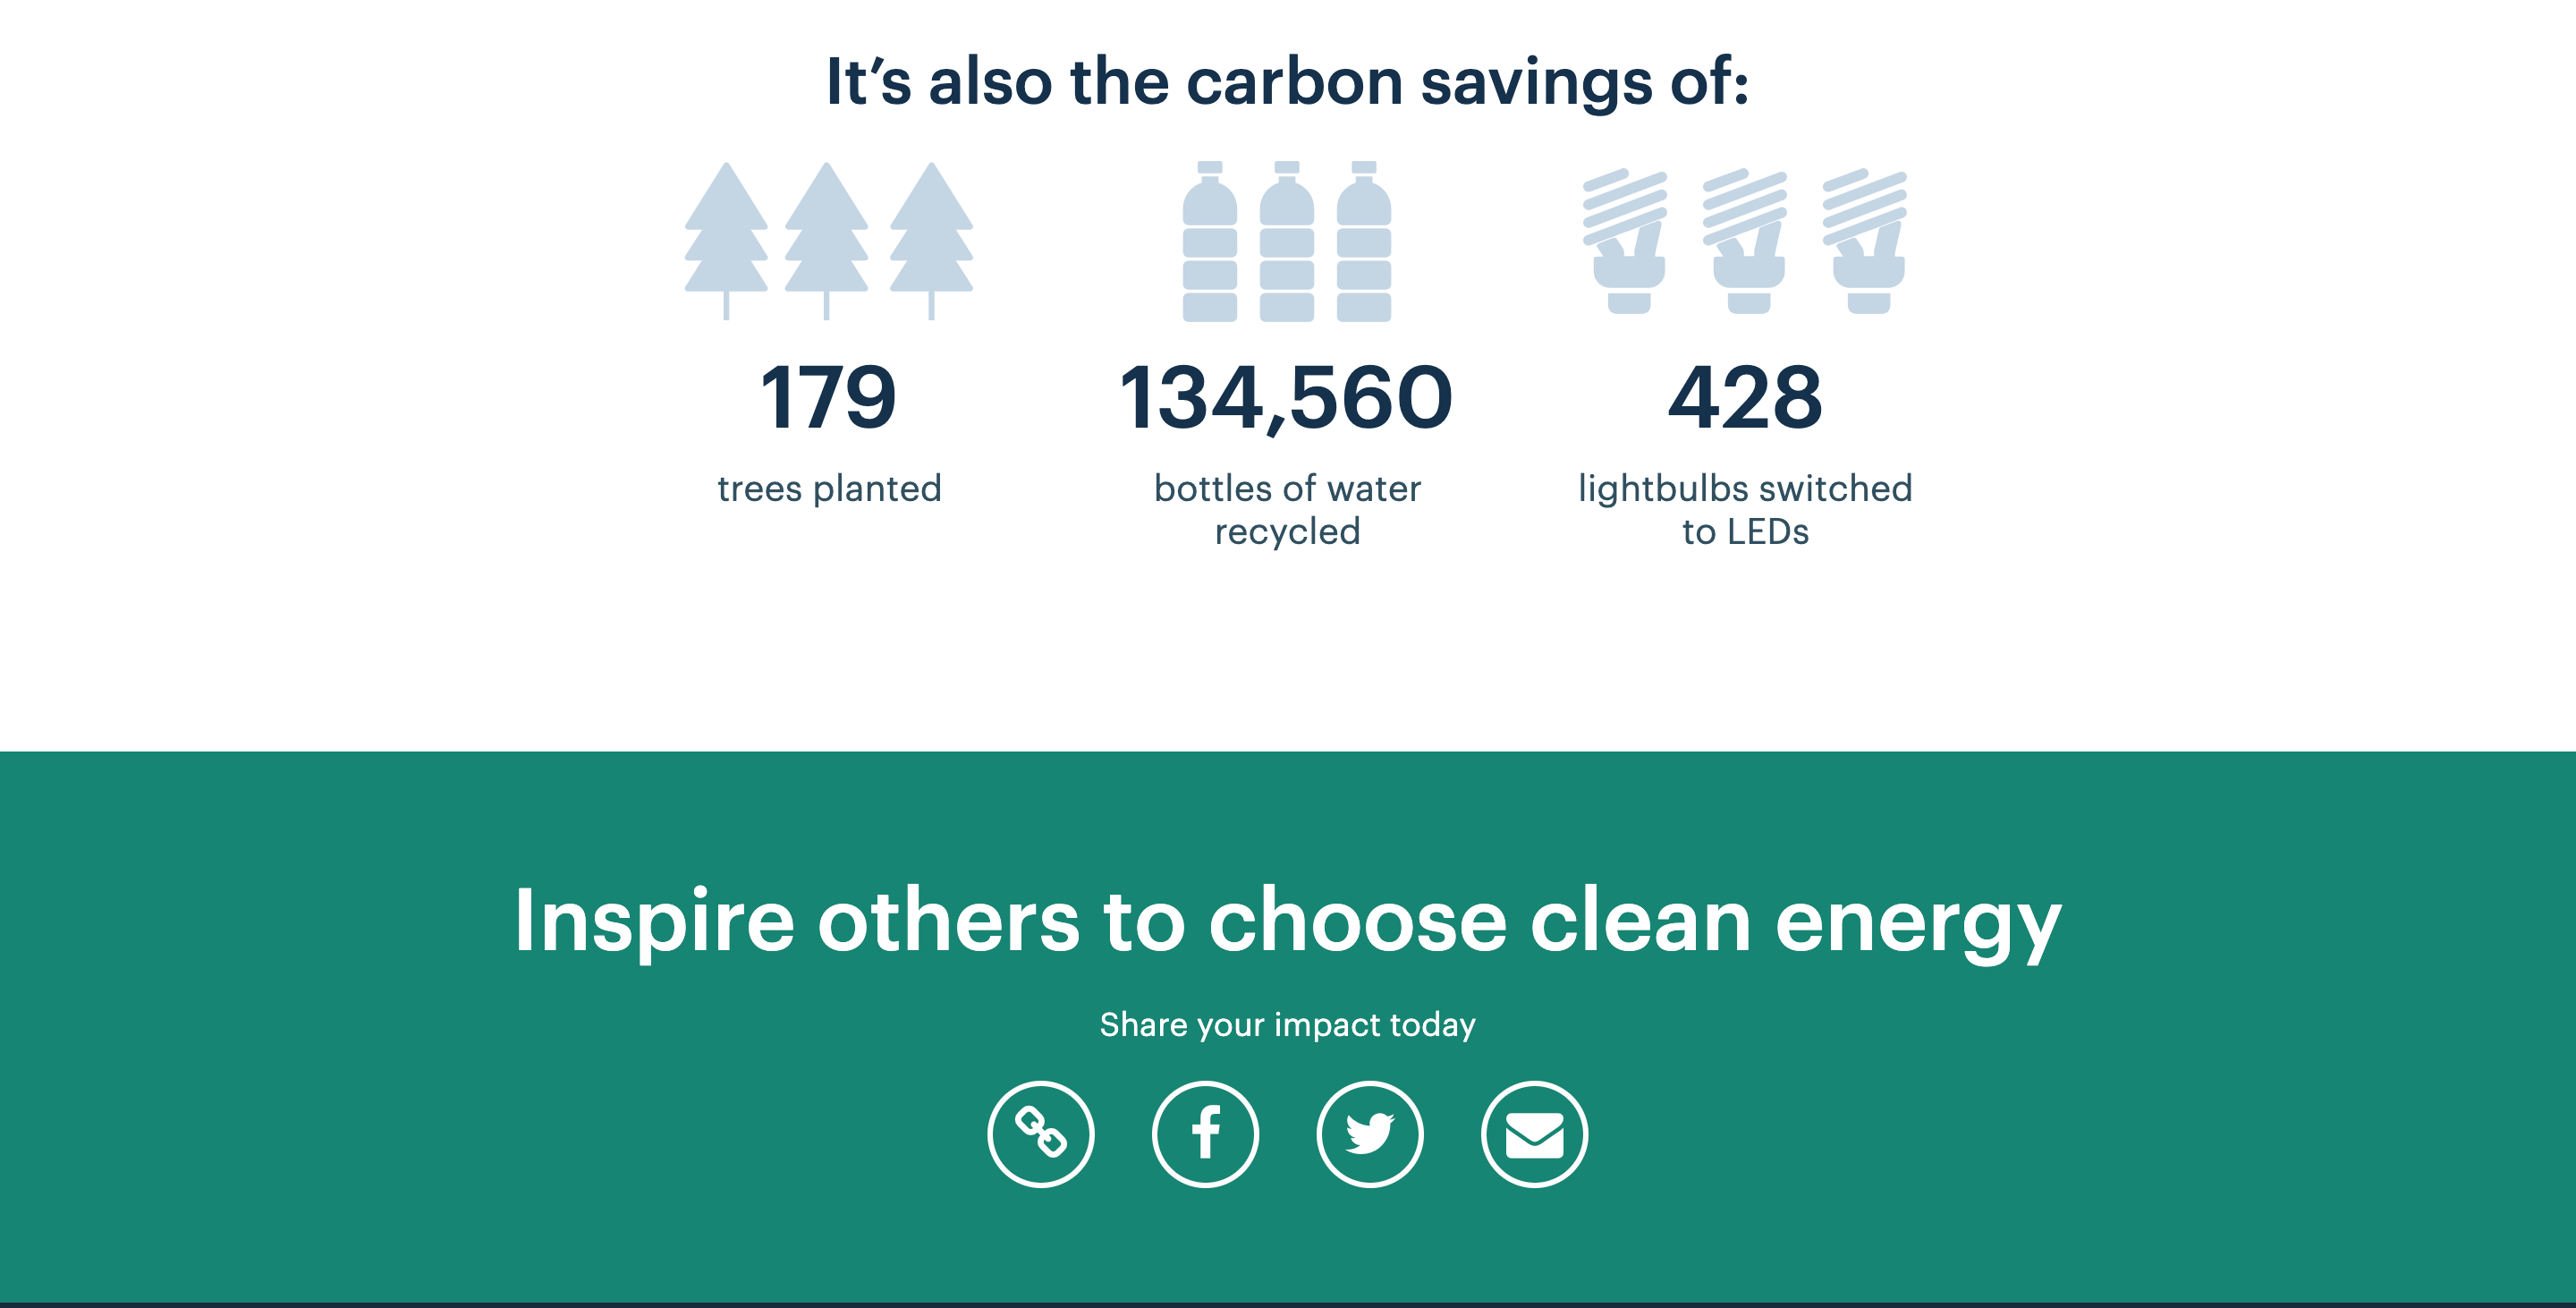 It’s also the carbon savings of:
179
134,560
428
trees planted
bottles of water
recycled
lightbulbs switched
to LEDs
Inspire others to choose clean energy
Share your impact today